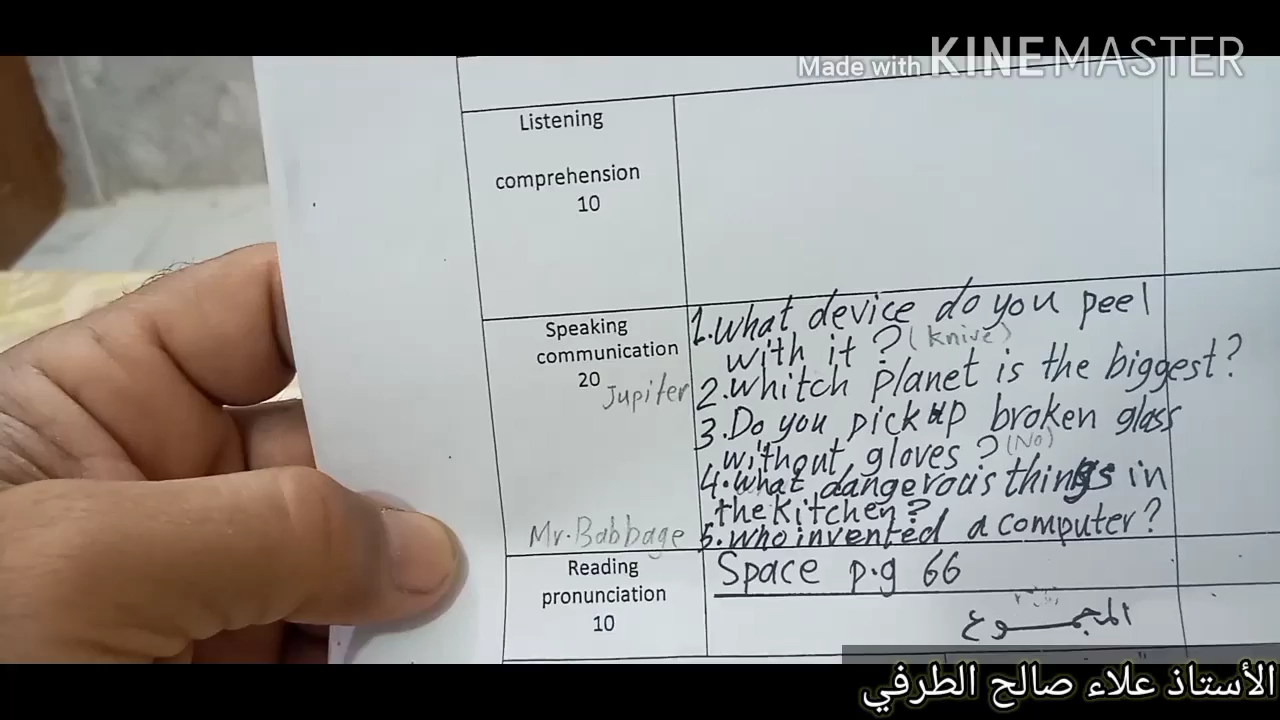 Made with KINEMASTER
Listening
comprehension
10
Speaking
communication
20
Jupiter
Mr. Babbage
1. what device do you peel
with it ? (knive)
2. whitch planet is the biggest?
3. Do you pick up broken glass
without gloves ? (No)
4. what dangerous things in
the kitchen?
5. who invented a computer?
Reading
pronunciation
10
Space p.g 66
المجموع
الأستاذ علاء صالح الطرفي